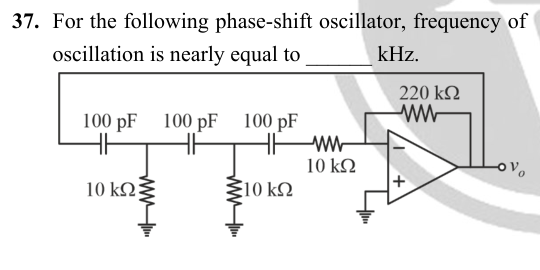 37. For the following phase-shift oscillator, frequency of
oscillation is nearly equal to ______ kHz.
220 kΩ
100 pF 100 pF 100 pF
10 kΩ
10 kΩ 10 kΩ
−
+
v₀